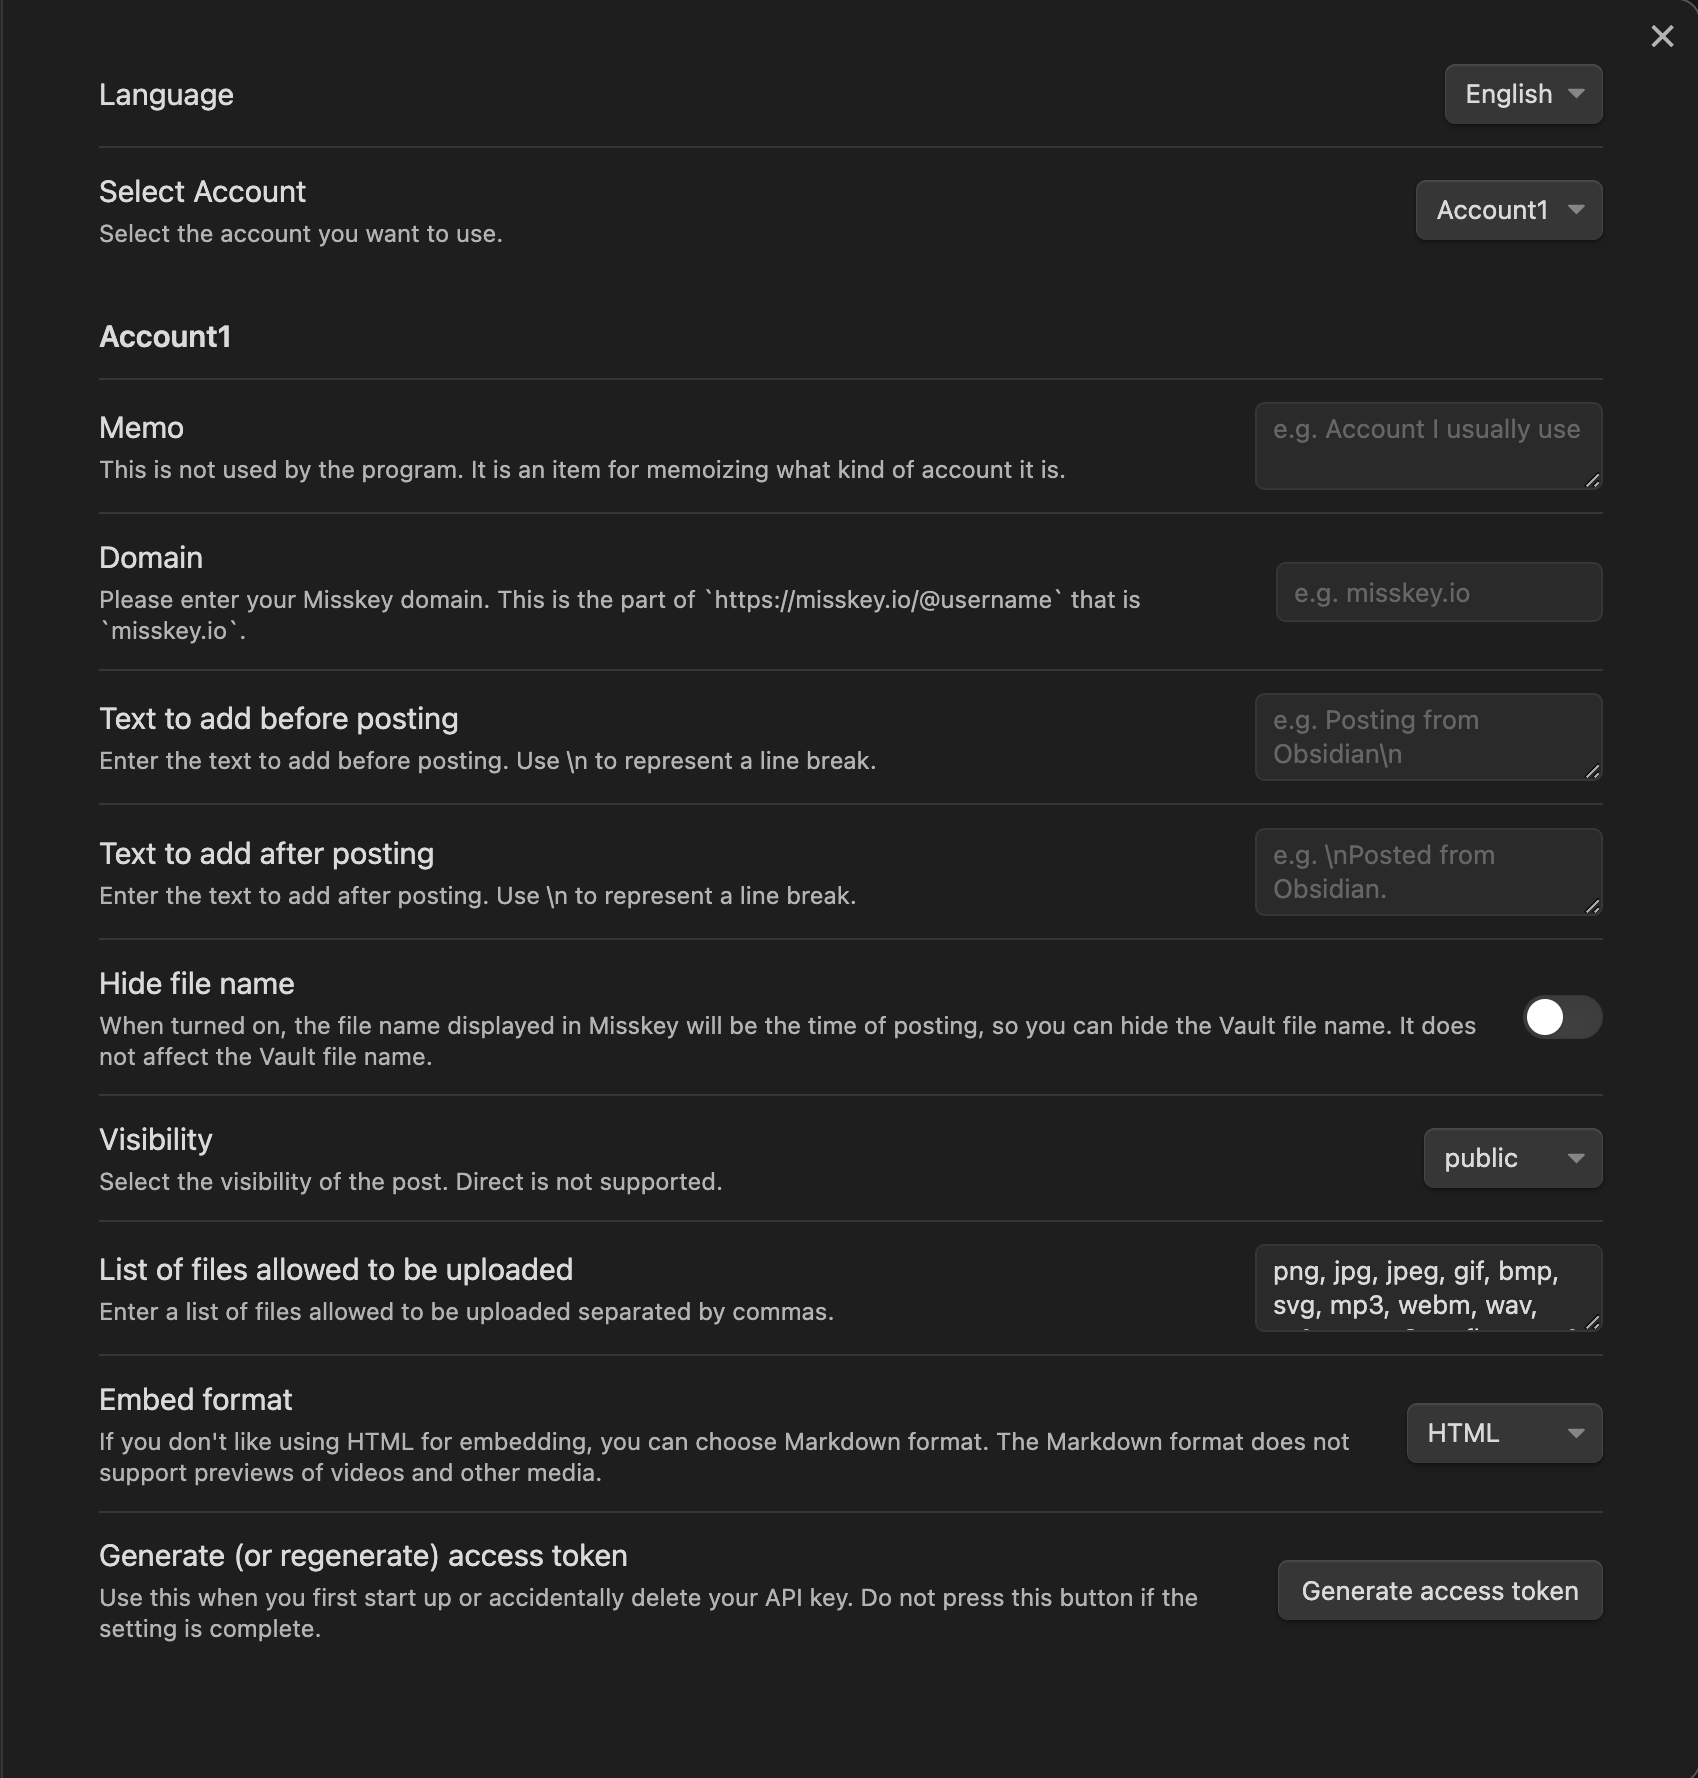 Language
English
Select Account
Select the account you want to use.
Account1
Account1
Memo
This is not used by the program. It is an item for memoizing what kind of account it is.
e.g. Account I usually use
Domain
Please enter your Misskey domain. This is the part of `https://misskey.io/@username` that is
`misskey.io`.
e.g. misskey.io
Text to add before posting
Enter the text to add before posting. Use \n to represent a line break.
e.g. Posting from
Obsidian\n
Text to add after posting
Enter the text to add after posting. Use \n to represent a line break.
e.g. \nPosted from
Obsidian.
Hide file name
When turned on, the file name displayed in Misskey will be the time of posting, so you can hide the Vault file name. It does
not affect the Vault file name.
Visibility
Select the visibility of the post. Direct is not supported.
public
List of files allowed to be uploaded
Enter a list of files allowed to be uploaded separated by commas.
png, jpg, jpeg, gif, bmp,
svg, mp3, webm, wav,
Embed format
If you don't like using HTML for embedding, you can choose Markdown format. The Markdown format does not
support previews of videos and other media.
HTML
Generate (or regenerate) access token
Use this when you first start up or accidentally delete your API key. Do not press this button if the
setting is complete.
Generate access token